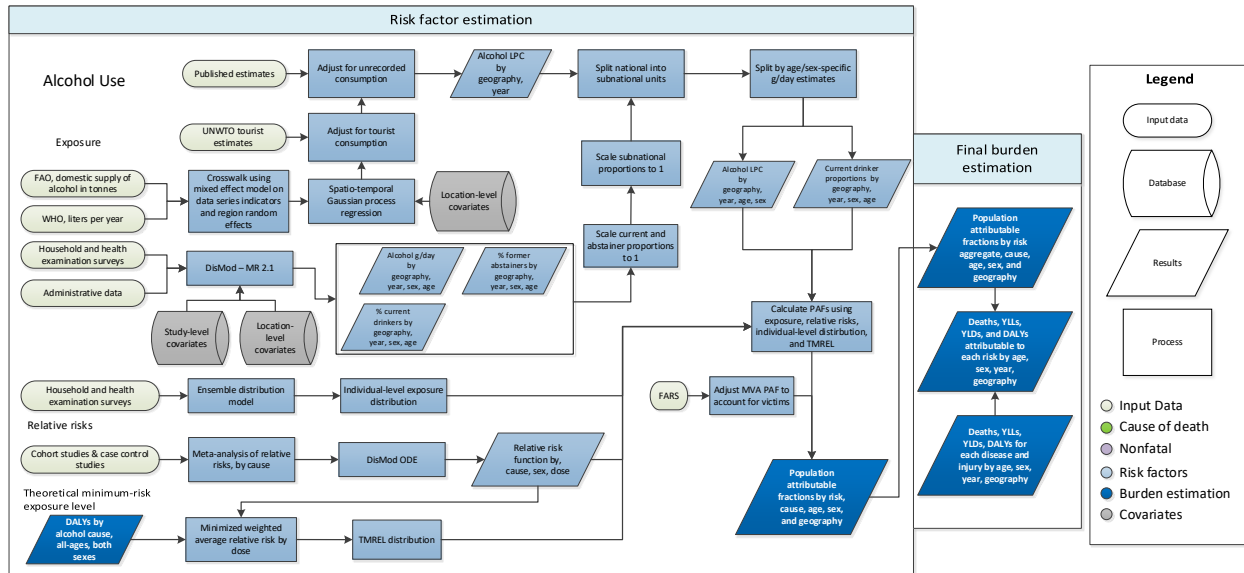 Risk factor estimation
Alcohol Use
Published estimates
Adjust for unrecorded
consumption
Alcohol LPC
by
geography,
year
Split national into
subnational units
Split by age/sex-specific
g/day estimates
UNWTO tourist
estimates
Adjust for tourist
consumption
Exposure
FAO, domestic supply of
alcohol in tonnes
WHO, liters per year
Crosswalk using
mixed effect model on
data series indicators
and region random
effects
Spatio-temporal
Gaussian process
regression
Location-level
covariates
Scale subnational
proportions to 1
Scale current and
abstainer proportions
to 1
Alcohol LPC
by geography,
year, age, sex
Current drinker
proportions by
geography,
year, sex, age
Household and health
examination surveys
Administrative data
DisMod – MR 2.1
Study-level
covariates
Location-
level
covariates
Alcohol g/day
by geography,
year, sex, age
% former
abstainers by
geography,
year, sex, age
% current
drinkers by
geography,
year, sex, age
Calculate PAFs using
exposure, relative risks,
individual-level distribution,
and TMREL
Household and health
examination surveys
Ensemble distribution
model
Individual-level exposure
distribution
FARS
Adjust MVA PAF to
account for victims
Relative risks
Cohort studies & case control
studies
Meta-analysis of
relative risks, by cause
DisMod ODE
Relative risk
function by,
cause, sex, dose
Population
attributable
fractions by risk,
cause, age, sex,
and geography
Theoretical minimum-risk
exposure level
DALYs by
alcohol cause,
all-ages, both
sexes
Minimized weighted
average relative risk by
dose
TMREL distribution
Final burden
estimation
Population
attributable
fractions by risk
aggregate, cause,
age, sex, and
geography
Deaths, YLLs,
YLDs, and DALYs
attributable to
each risk by age,
sex, year,
geography
Deaths, YLLs,
YLDs, DALYs for
each disease and
injury by age, sex,
year, geography
Legend
Input data
Database
Results
Process
Input Data
Cause of death
Nonfatal
Risk factors
Burden estimation
Covariates